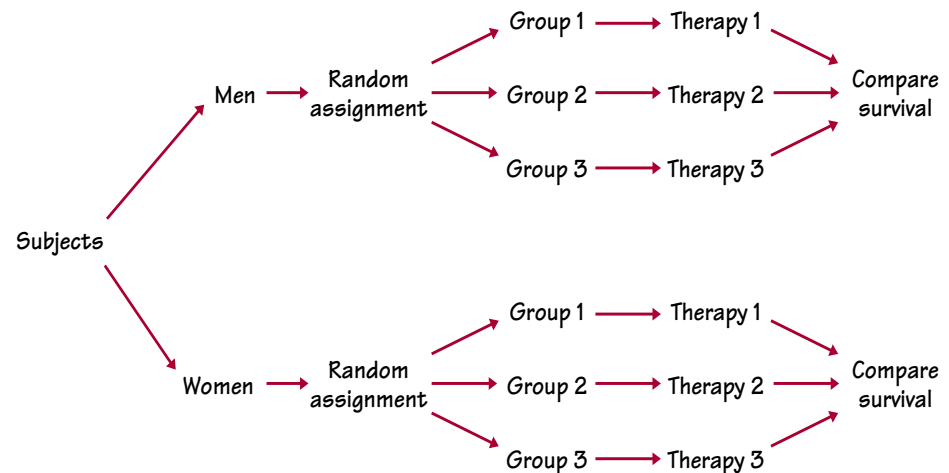 Group 1 Therapy 1
Men Random assignment Group 2 Therapy 2 Compare survival
Group 3 Therapy 3
Subjects
Group 1 Therapy 1
Women Random assignment Group 2 Therapy 2 Compare survival
Group 3 Therapy 3